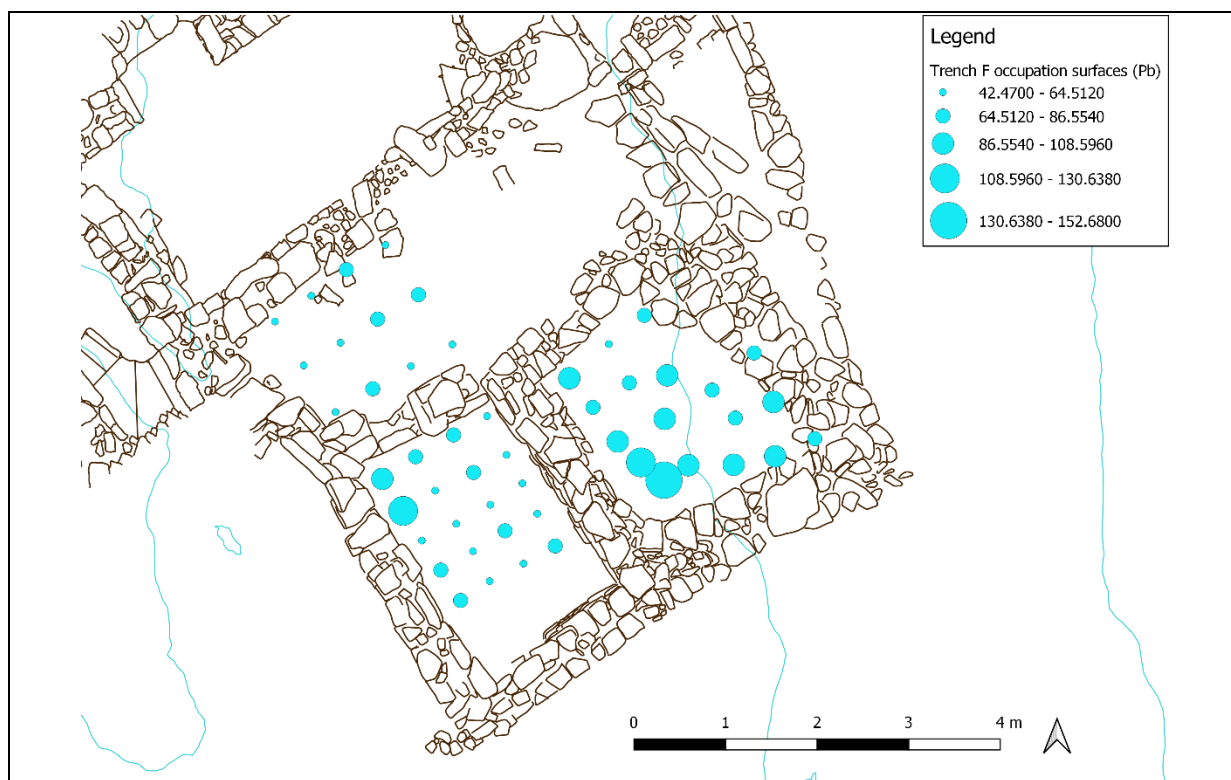 Legend
Trench F occupation surfaces (Pb)
42.4700 - 64.5120
64.5120 - 86.5540
86.5540 - 108.5960
108.5960 - 130.6380
130.6380 - 152.6800
0 1 2 3 4 m